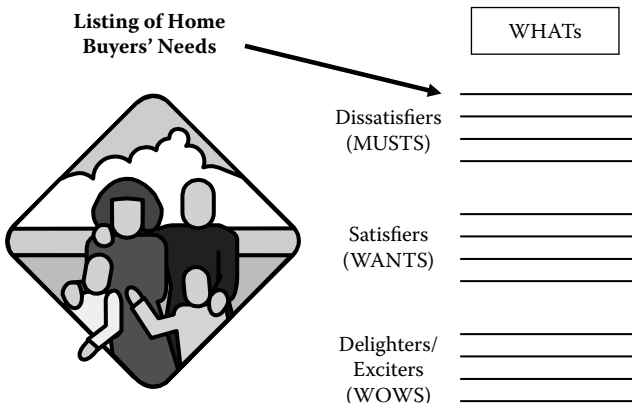 Listing of Home
Buyers’ Needs
WHATs
Dissatisfiers
(MUSTS)
Satisfiers
(WANTS)
Delighters/
Exciters
(WOWS)